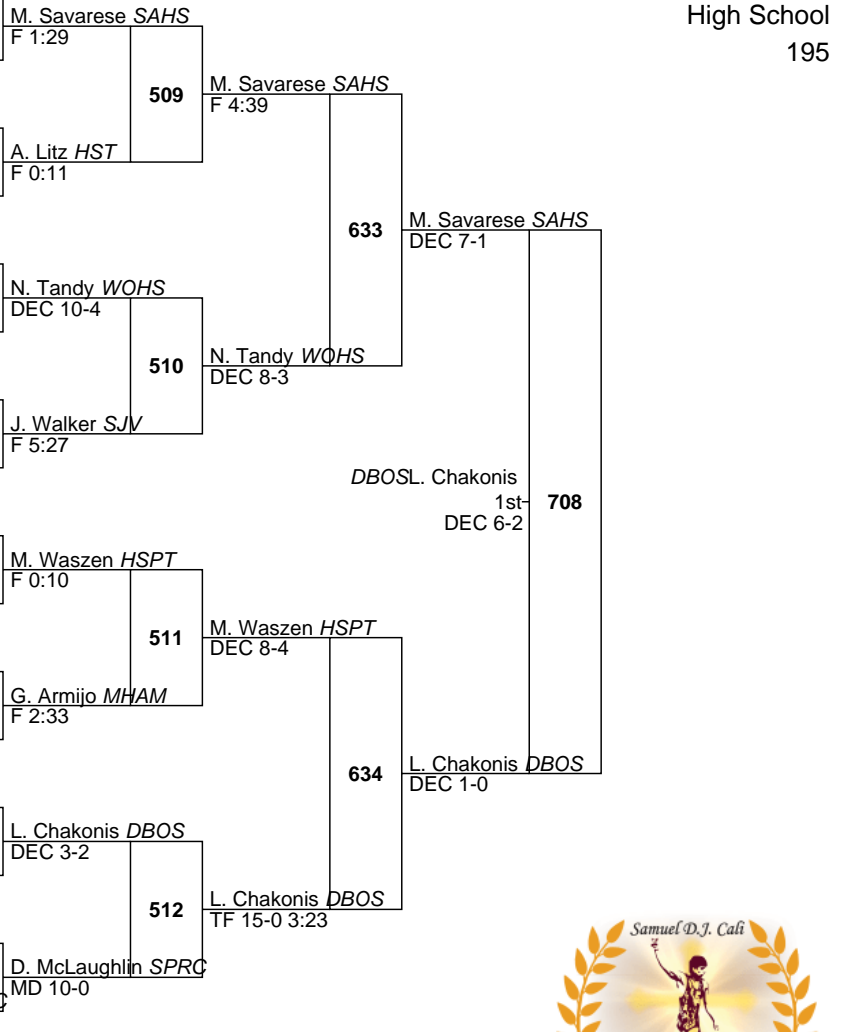 High School
195
M. Savarese SAHS
F 1:29
509
M. Savarese SAHS
F 4:39
A. Litz HST
F 0:11
633
M. Savarese SAHS
DEC 7-1
N. Tandy WOHS
DEC 10-4
510
N. Tandy WOHS
DEC 8-3
J. Walker SJV
F 5:27
DBOSL. Chakonis
1st
DEC 6-2
708
M. Waszen HSPT
F 0:10
511
M. Waszen HSPT
DEC 8-4
G. Armijo MHAM
F 2:33
634
L. Chakonis DBOS
DEC 1-0
L. Chakonis DBOS
DEC 3-2
512
L. Chakonis DBOS
TF 15-0 3:23
D. McLaughlin SPRC
MD 10-0
Samuel D.J. Cali